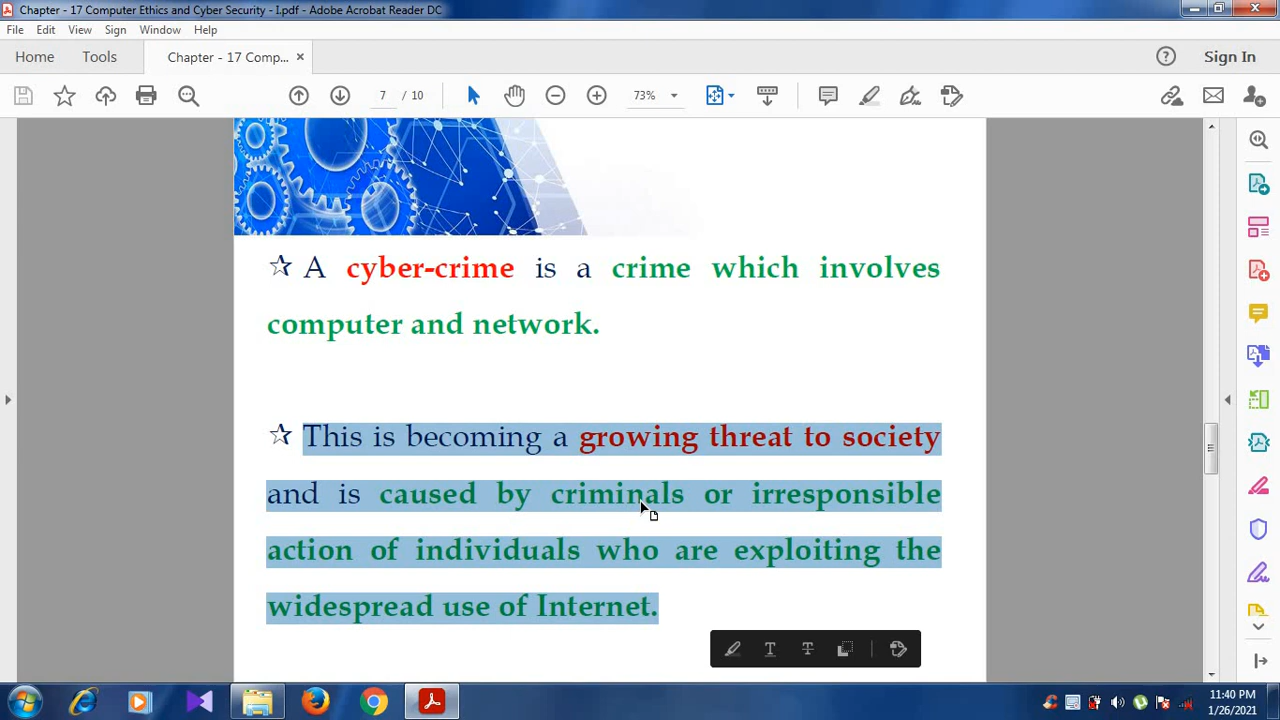 Chapter - 17 Computer Ethics and Cyber Security - I.pdf - Adobe Acrobat Reader DC
File Edit View Sign Window Help
Home Tools Chapter - 17 Comp... × Sign In
7 / 10 73%
☆ A cyber-crime is a crime which involves
computer and network.
☆ This is becoming a growing threat to society
and is caused by criminals or irresponsible
action of individuals who are exploiting the
widespread use of Internet.
11:40 PM
1/26/2021